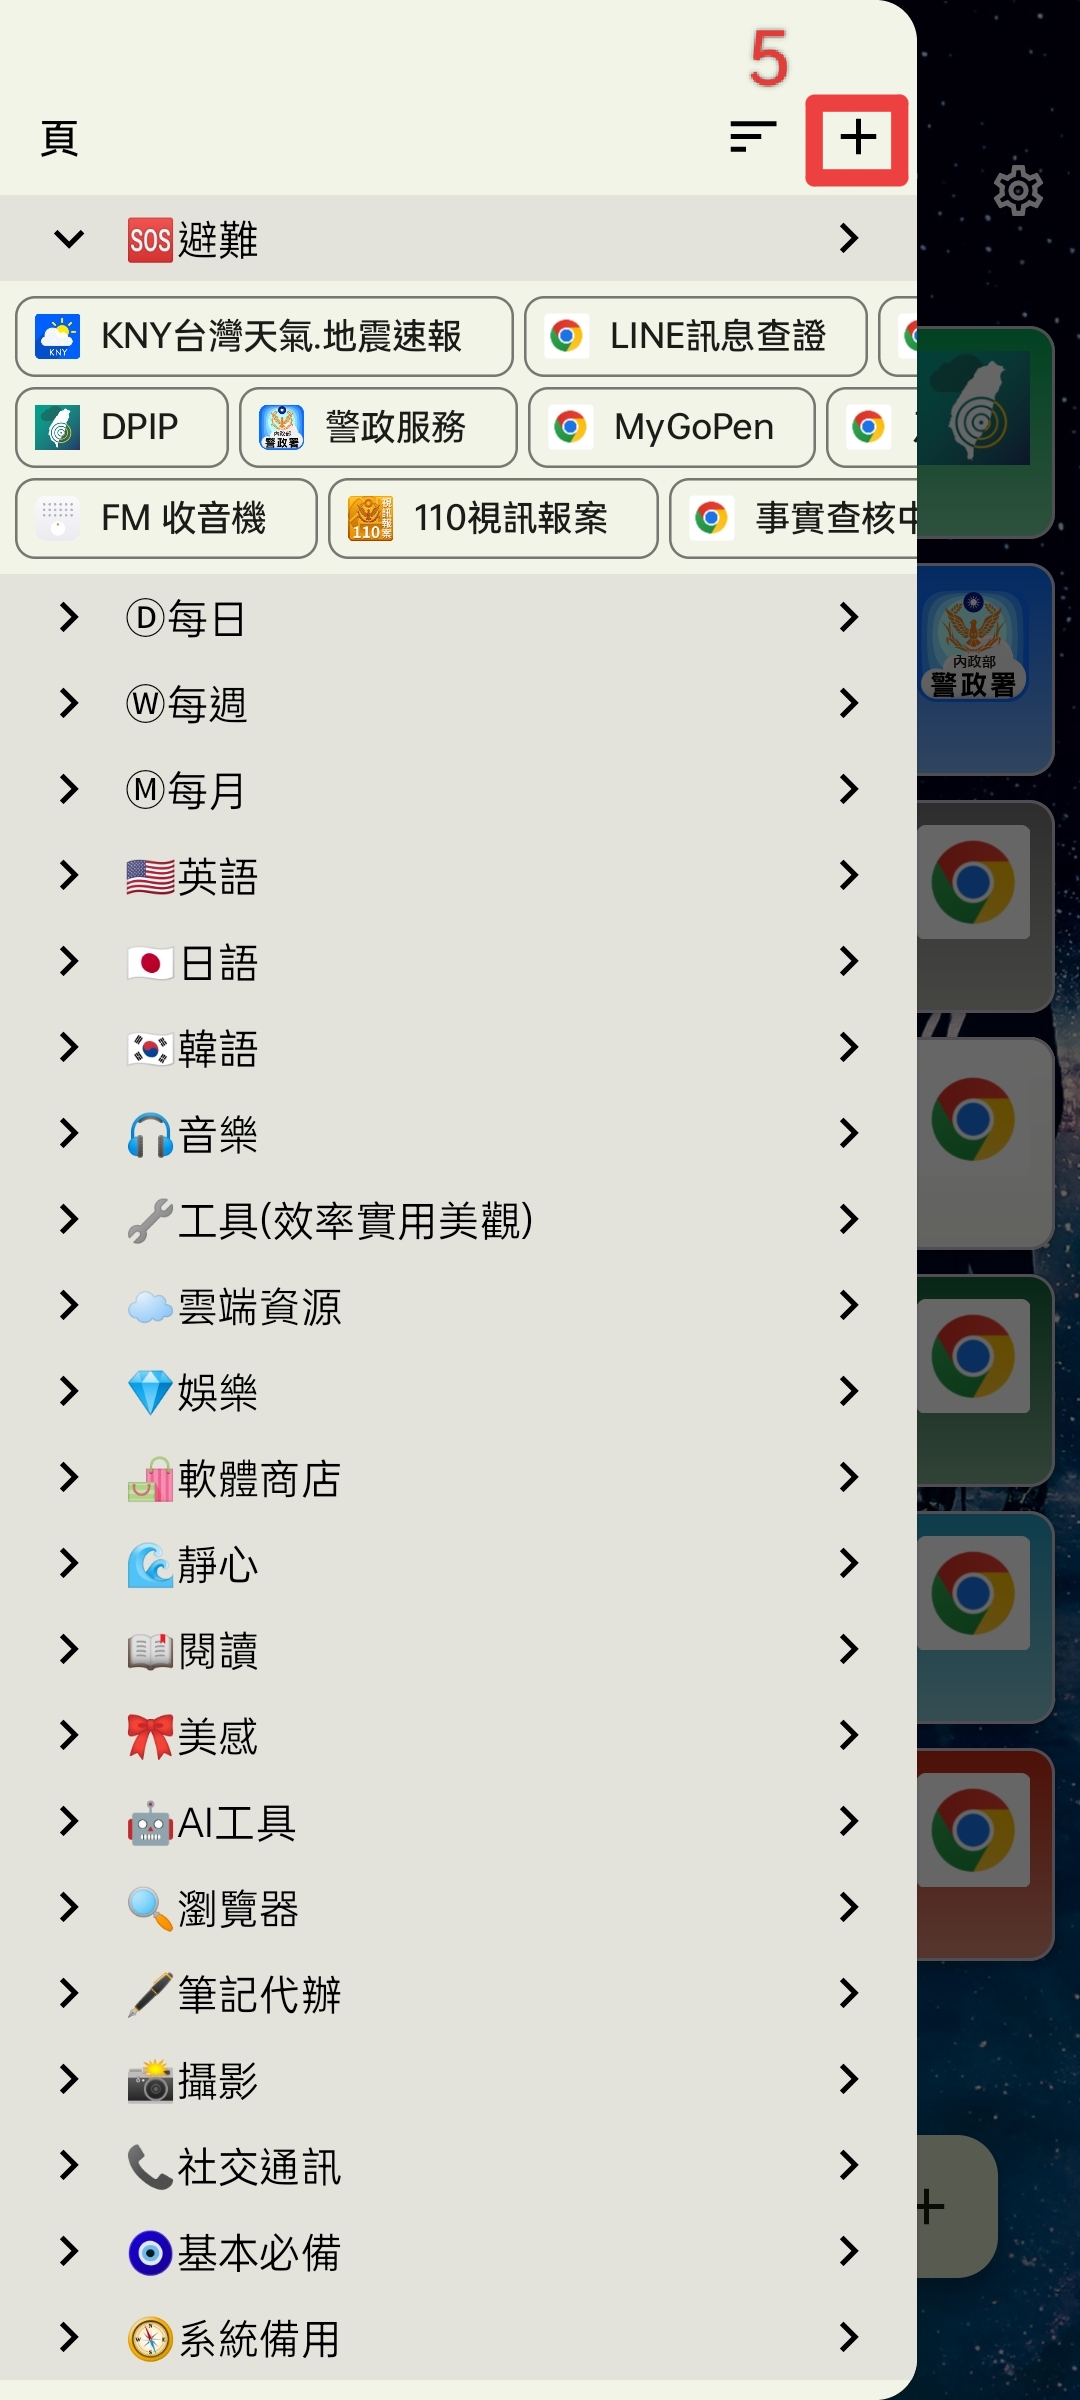 5
頁
SOS避難
KNY台灣天氣.地震速報
LINE訊息查證
DPIP
警政服務
MyGoPen
FM 收音機
110視訊報案
事實查核中
Ⓓ每日
Ⓦ每週
Ⓜ每月
英語
日語
韓語
音樂
工具(效率實用美觀)
雲端資源
娛樂
軟體商店
靜心
閱讀
美感
AI工具
瀏覽器
筆記代辦
攝影
社交通訊
基本必備
系統備用
內政部
警政署